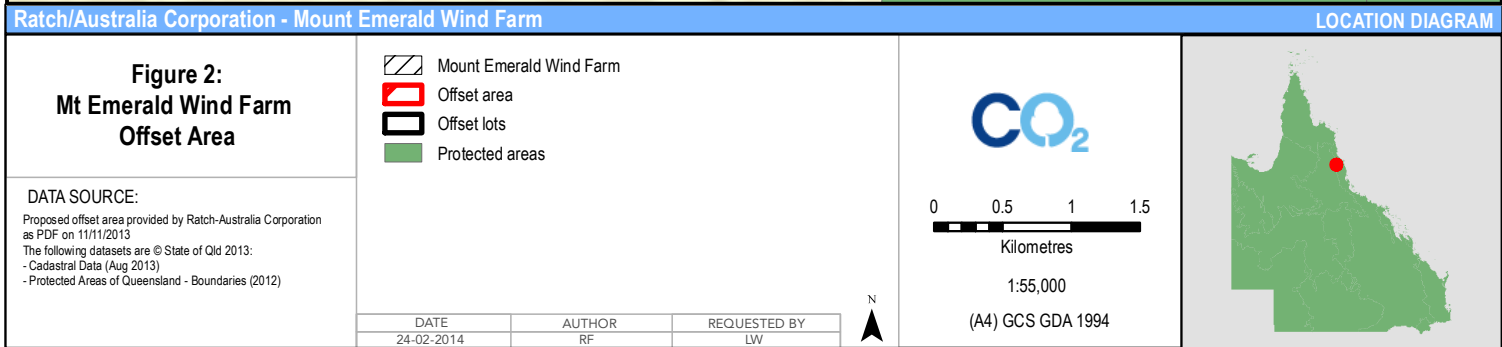 Ratch/Australia Corporation - Mount Emerald Wind Farm
LOCATION DIAGRAM
Figure 2:
Mt Emerald Wind Farm
Offset Area
DATA SOURCE:
Proposed offset area provided by Ratch-Australia Corporation
as PDF on 11/11/2013
The following datasets are © State of Qld 2013:
- Cadastral Data (Aug 2013)
- Protected Areas of Queensland - Boundaries (2012)
Mount Emerald Wind Farm
Offset area
Offset lots
Protected areas
DATE AUTHOR REQUESTED BY
24-02-2014 RF LW
N
CO2
0 0.5 1 1.5
Kilometres
1:55,000
(A4) GCS GDA 1994